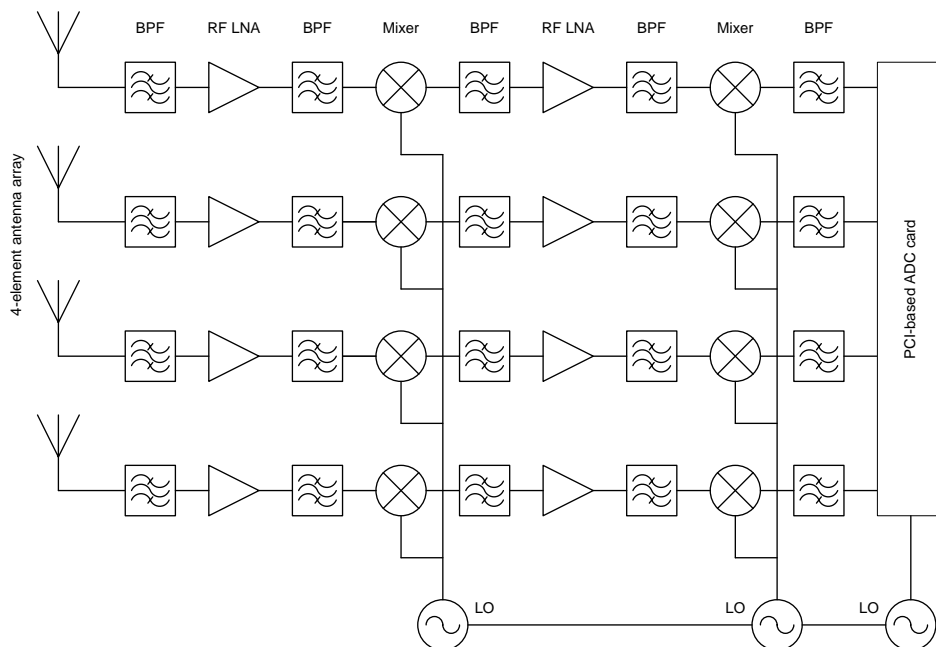 BPF
RF LNA
BPF
Mixer
BPF
RF LNA
BPF
Mixer
BPF
4-element antenna array
PCI-based ADC card
LO
LO
LO